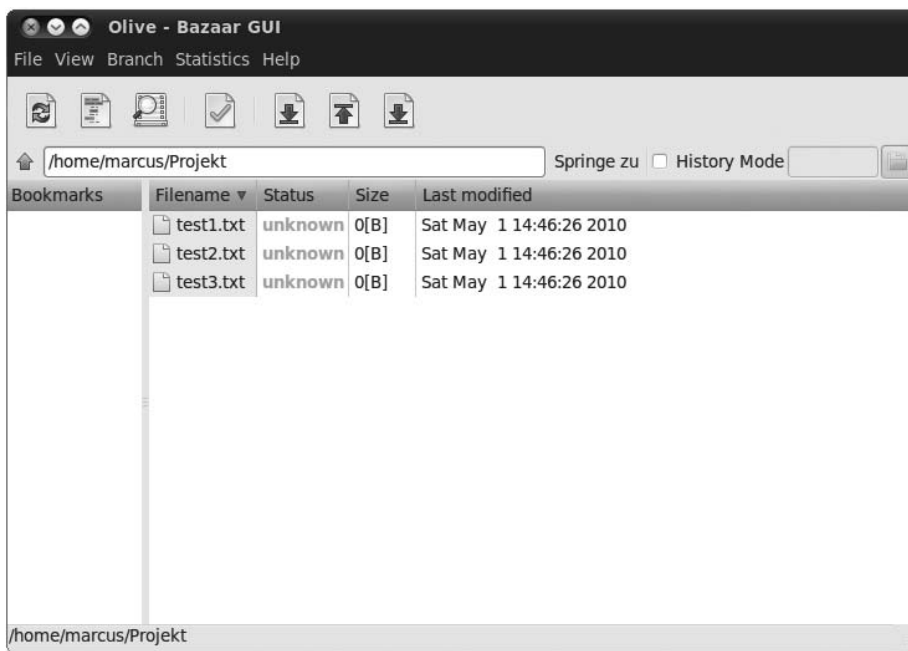 Olive - Bazaar GUI
File View Branch Statistics Help
/home/marcus/Projekt Springe zu History Mode
Bookmarks Filename Status Size Last modified
test1.txt unknown 0[B] Sat May 1 14:46:26 2010
test2.txt unknown 0[B] Sat May 1 14:46:26 2010
test3.txt unknown 0[B] Sat May 1 14:46:26 2010
/home/marcus/Projekt